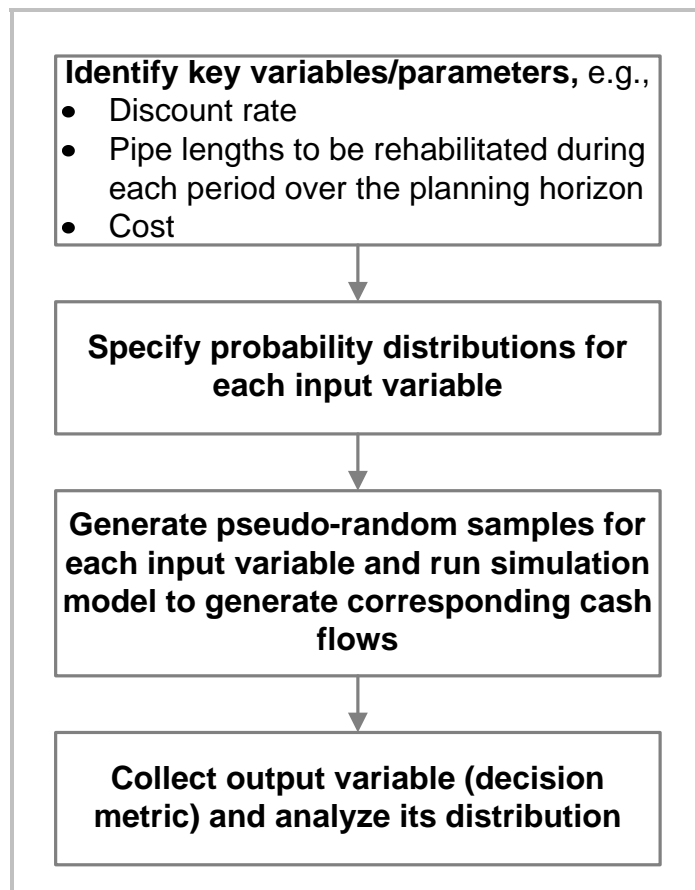 Identify key variables/parameters, e.g.,
• Discount rate
• Pipe lengths to be rehabilitated during
each period over the planning horizon
• Cost
Specify probability distributions for
each input variable
Generate pseudo-random samples for
each input variable and run simulation
model to generate corresponding cash
flows
Collect output variable (decision
metric) and analyze its distribution